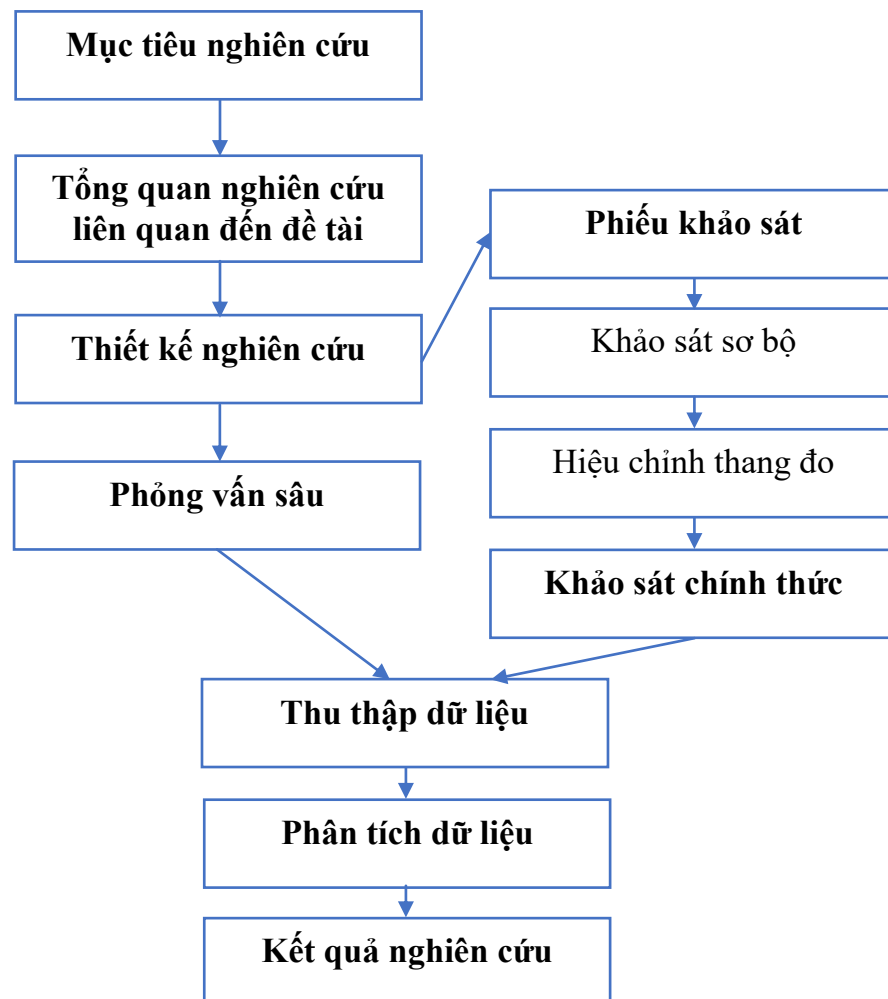 Mục tiêu nghiên cứu
Tổng quan nghiên cứu
liên quan đến đề tài
Thiết kế nghiên cứu
Phỏng vấn sâu
Phiếu khảo sát
Khảo sát sơ bộ
Hiệu chỉnh thang đo
Khảo sát chính thức
Thu thập dữ liệu
Phân tích dữ liệu
Kết quả nghiên cứu